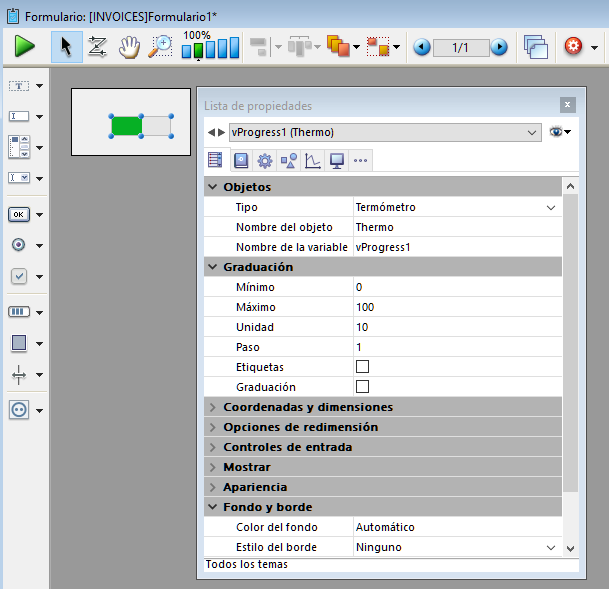 Formulario: [INVOICES]Formulario1*
100%
1/1
T
I
I
OK
Lista de propiedades
x
vProgress1 (Thermo)
Objetos
Tipo Termómetro
Nombre del objeto Thermo
Nombre de la variable vProgress1
Graduación
Mínimo 0
Máximo 100
Unidad 10
Paso 1
Etiquetas
Graduación
Coordenadas y dimensiones
Opciones de redimensión
Controles de entrada
Mostrar
Apariencia
Fondo y borde
Color del fondo Automático
Estilo del borde Ninguno
Todos los temas